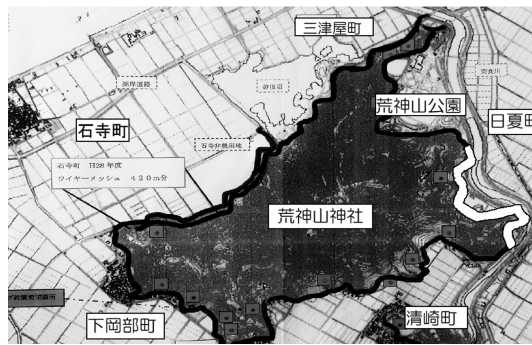 三津屋町
荒神山公園
日夏町
石寺町
石寺町 H28年度
ワイヤーメッシュ 420m分
荒神山神社
下岡部町
清崎町